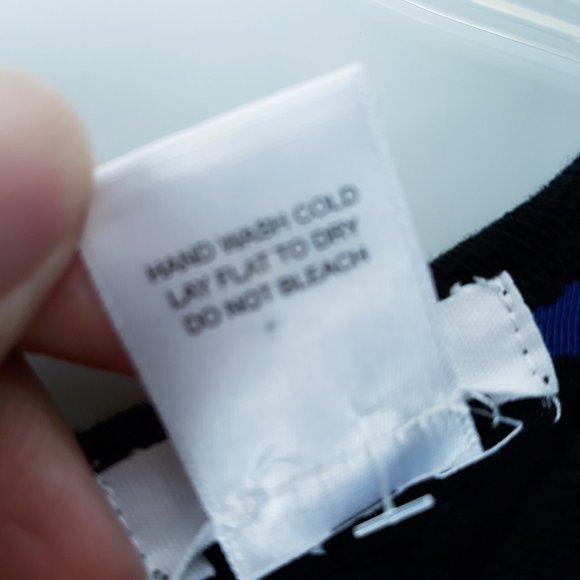 HAND WASH COLD
LAY FLAT TO DRY
DO NOT BLEACH